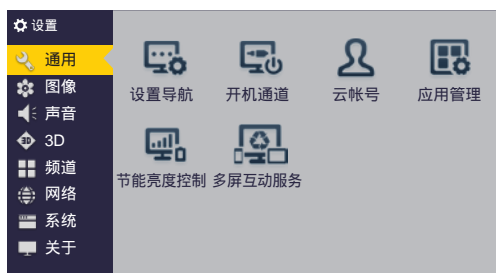 设置
通用
图像
声音
3D
频道
网络
系统
关于
设置导航
开机通道
云帐号
应用管理
节能亮度控制
多屏互动服务